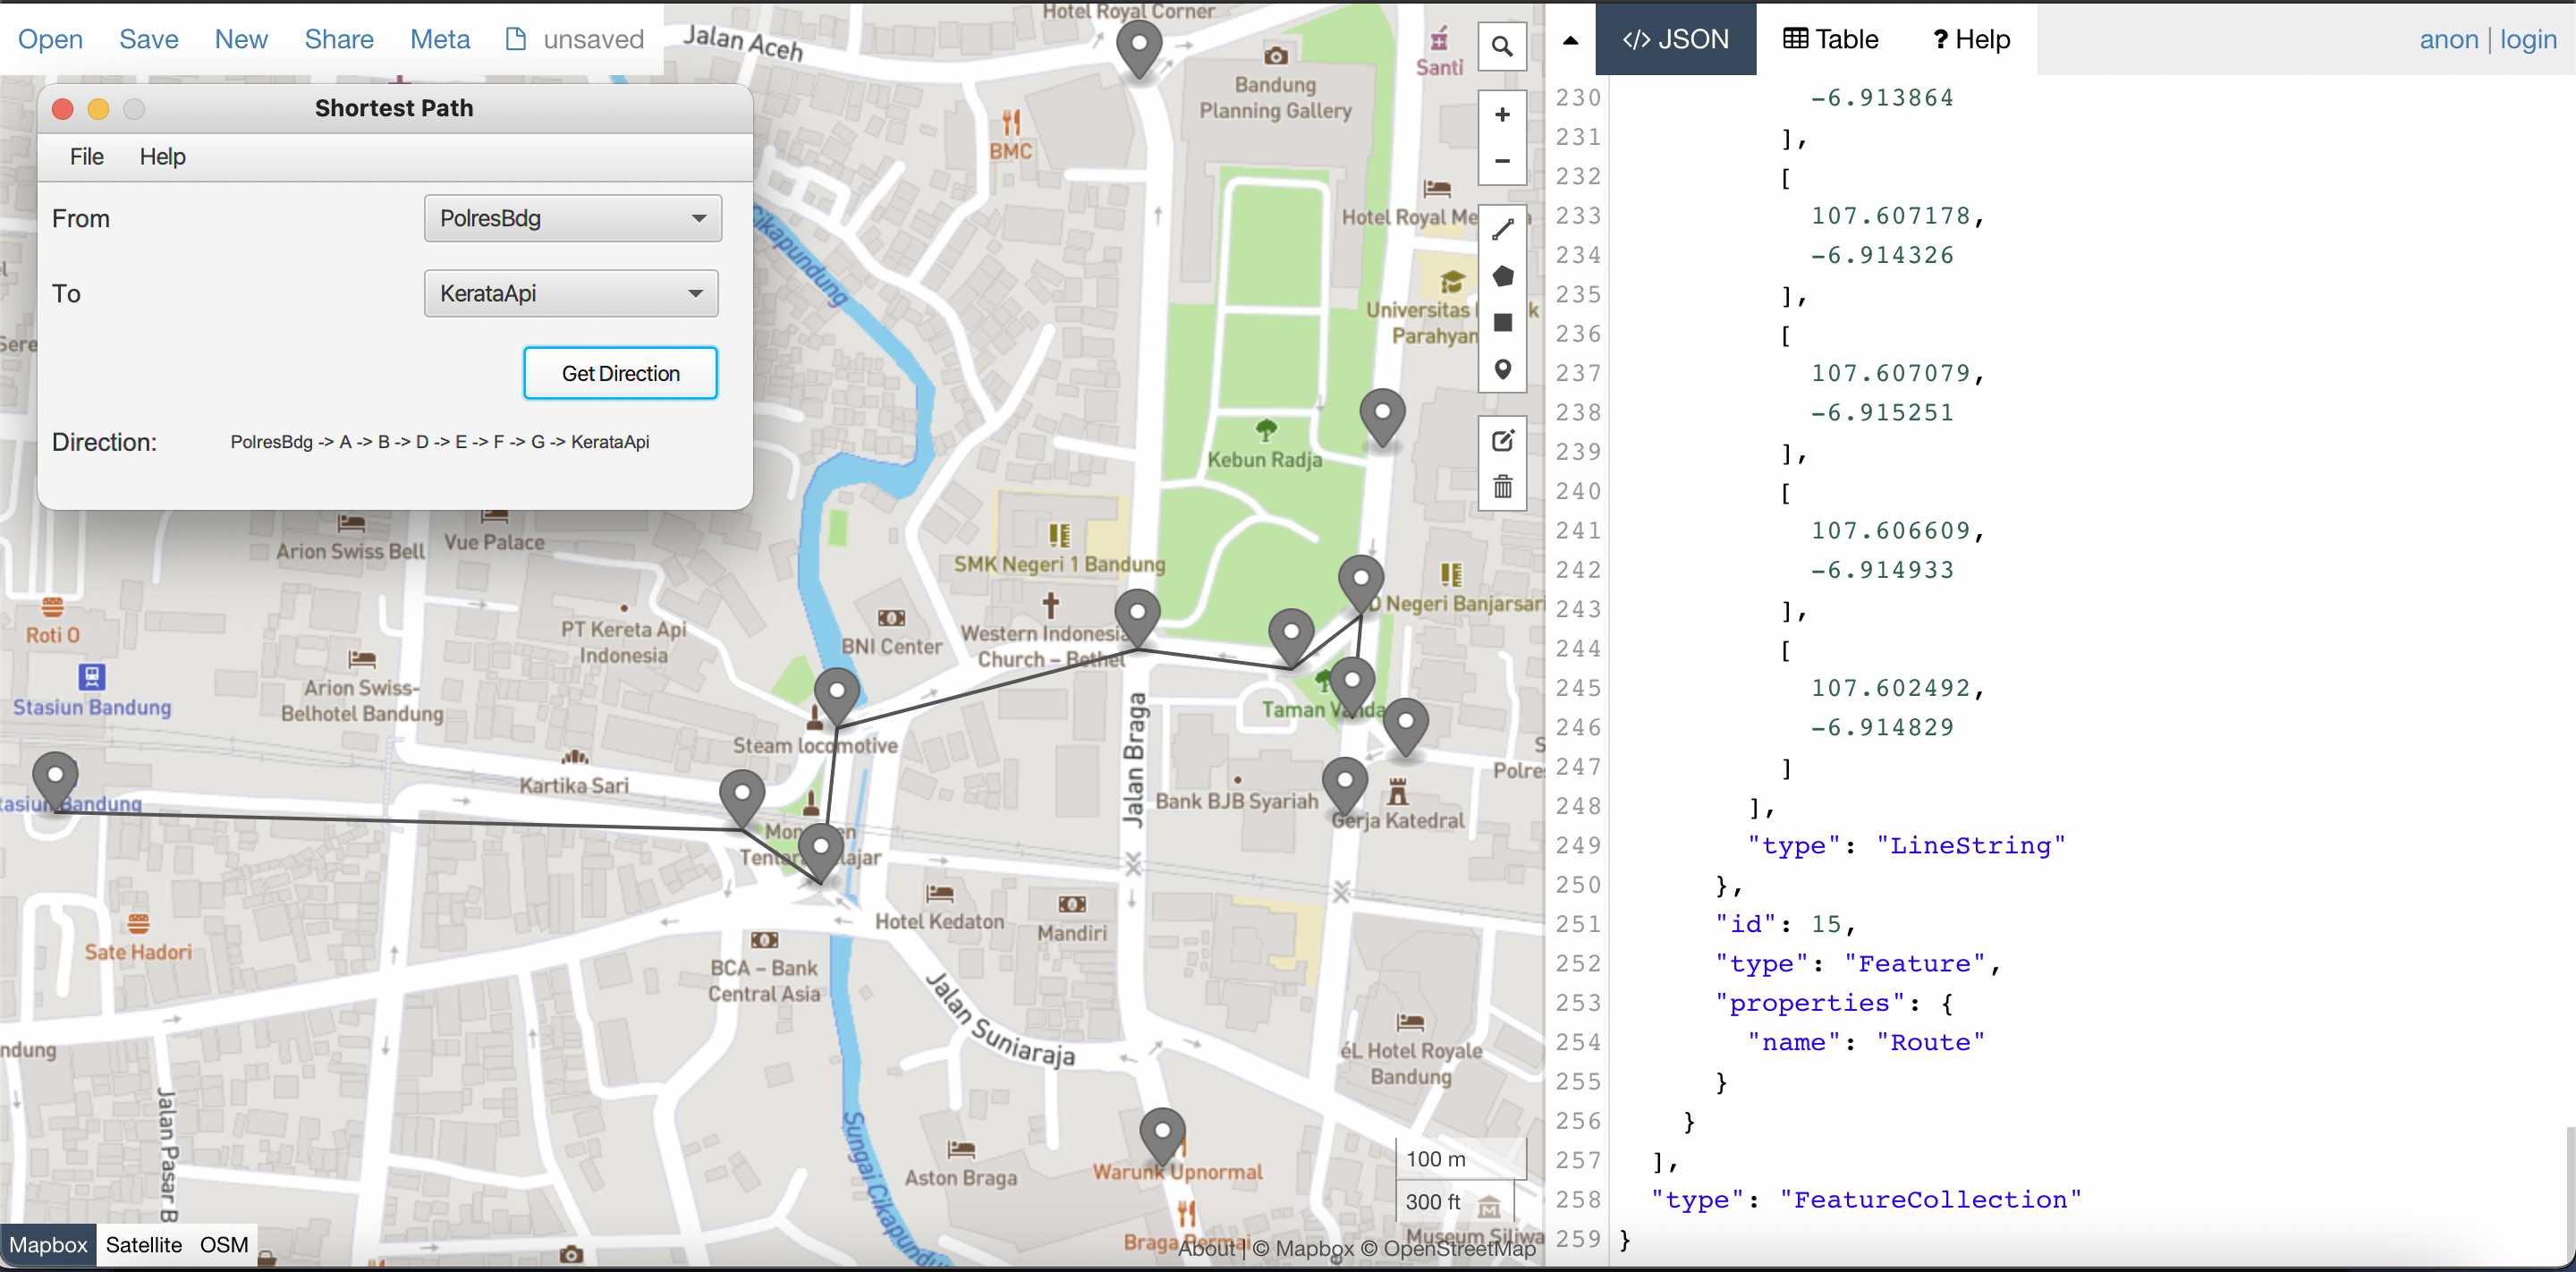 Open Save New Share Meta unsaved
Shortest Path
File Help
From PolresBdg
To KerataApi
Get Direction
Direction: PolresBdg -> A -> B -> D -> E -> F -> G -> KerataApi
Hotel Royal Corner
Jalan Aceh
Santi
Bandung
Planning Gallery
BMC
Hotel Royal Me
Cikapundung
Universitas
k
Parahyan
Kebun Radja
Arion Swiss Bell
Vue Palace
SMK Negeri 1 Bandung
D Negeri Banjarsari
Roti O
PT Kereta Api
Indonesia
BNI Center
Western Indonesia
Church – Bethel
Stasiun Bandung
Arion Swiss-
Belhotel Bandung
Taman Vanda
Steam locomotive
Jalan Braga
Kartika Sari
Polre
Bank BJB Syariah
Gerja Katedral
Hotel Kedaton
Mandiri
Sate Hadori
BCA – Bank
Central Asia
Jalan Suniaraja
ndung
éL Hotel Royale
Bandung
Jalan Pasar B
Sungai Cikapundu
Aston Braga
Warunk Upnormal
100 m
300 ft
Museum Siliwa
Mapbox Satellite OSM
About | © Mapbox © OpenStreetMap
</> JSON Table ? Help anon | login
230 -6.913864
231 ],
232 [
233 107.607178,
234 -6.914326
235 ],
236 [
237 107.607079,
238 -6.915251
239 ],
240 [
241 107.606609,
242 -6.914933
243 ],
244 [
245 107.602492,
246 -6.914829
247 ]
248 ],
249 "type": "LineString"
250 },
251 "id": 15,
252 "type": "Feature",
253 "properties": {
254 "name": "Route"
255 }
256 }
257 ],
258 "type": "FeatureCollection"
259 }